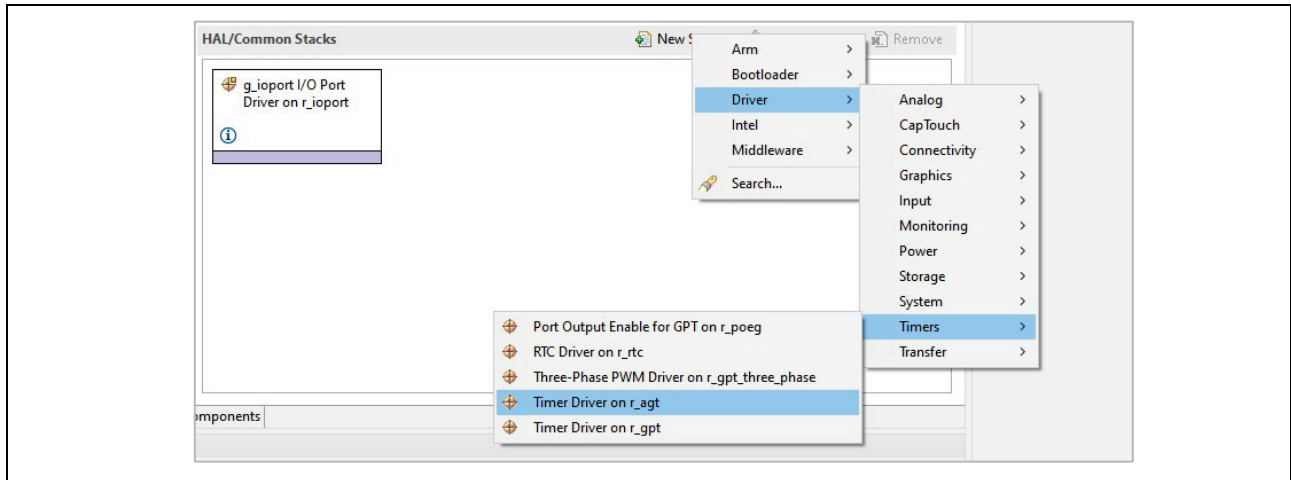 HAL/Common Stacks
New
Remove
g_ioport I/O Port
Driver on r_ioport
Arm
Bootloader
Driver
Intel
Middleware
Search...
Analog
CapTouch
Connectivity
Graphics
Input
Monitoring
Power
Storage
System
Timers
Transfer
Port Output Enable for GPT on r_poeg
RTC Driver on r_rtc
Three-Phase PWM Driver on r_gpt_three_phase
Timer Driver on r_agt
Timer Driver on r_gpt
mponents